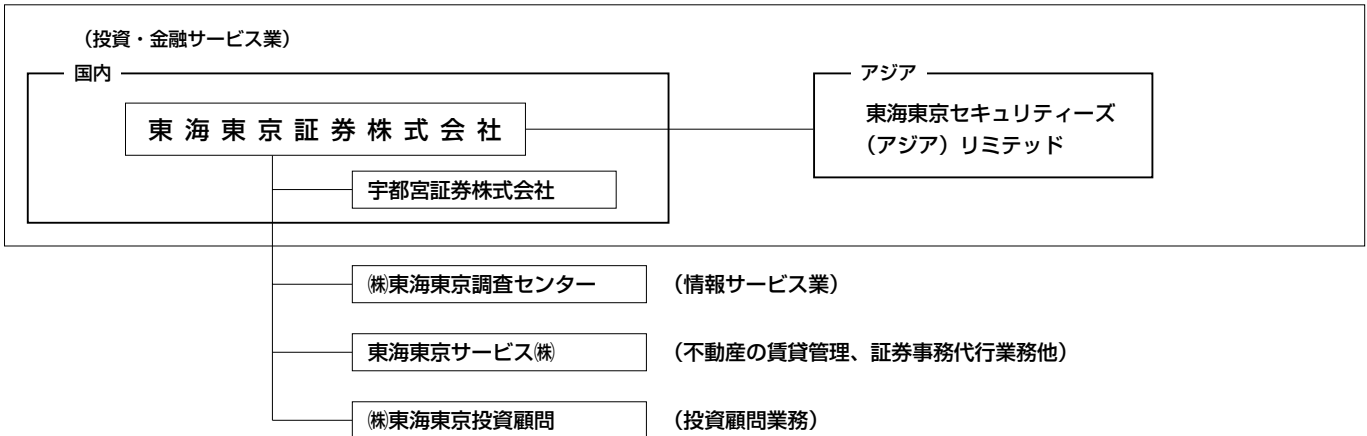 （投資・金融サービス業）
国内
東海東京証券株式会社
宇都宮証券株式会社
アジア
東海東京セキュリティーズ
（アジア）リミテッド
㈱東海東京調査センター （情報サービス業）
東海東京サービス㈱ （不動産の賃貸管理、証券事務代行業務他）
㈱東海東京投資顧問 （投資顧問業務）